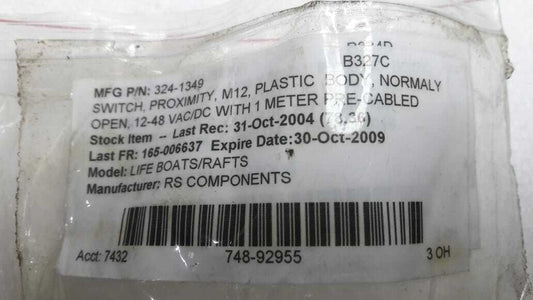 B327C
MFG P/N: 324-1349
SWITCH, PROXIMITY, M12, PLASTIC BODY, NORMALY
OPEN, 12-48 VAC/DC WITH 1 METER PRE-CABLED
Stock Item -- Last Rec: 31-Oct-2004 (78.36)
Last FR: 165-006637 Expire Date:30-Oct-2009
Model: LIFE BOATS/RAFTS
Manufacturer: RS COMPONENTS
Acct: 7432 748-92955 3 OH